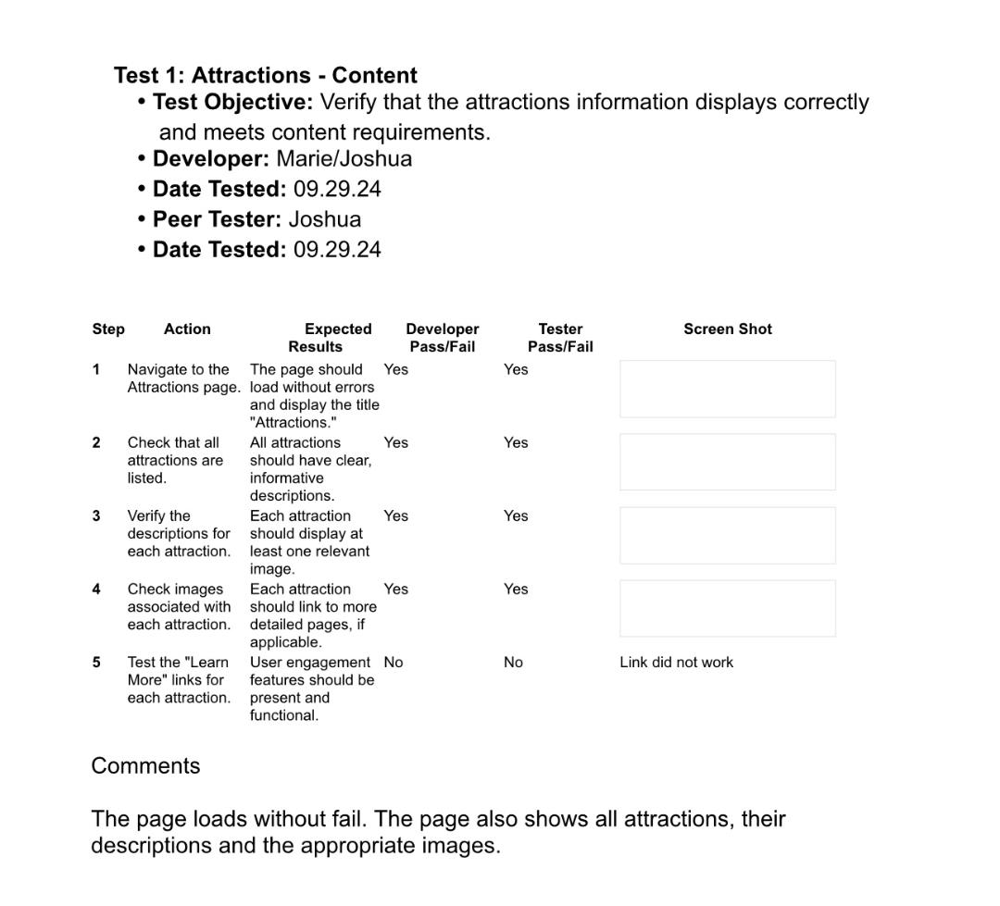 Test 1: Attractions - Content
• Test Objective: Verify that the attractions information displays correctly
and meets content requirements.
• Developer: Marie/Joshua
• Date Tested: 09.29.24
• Peer Tester: Joshua
• Date Tested: 09.29.24
Step Action Expected Developer Tester Screen Shot
Results Pass/Fail Pass/Fail
1 Navigate to the The page should Yes Yes
Attractions page. load without errors
and display the title
"Attractions."
2 Check that all All attractions Yes Yes
attractions are should have clear,
listed. informative
descriptions.
3 Verify the Each attraction Yes Yes
descriptions for should display at
each attraction. least one relevant
image.
4 Check images Each attraction Yes Yes
associated with should link to more
each attraction. detailed pages, if
applicable.
5 Test the "Learn User engagement No No Link did not work
More" links for features should be
each attraction. present and
functional.
Comments
The page loads without fail. The page also shows all attractions, their
descriptions and the appropriate images.